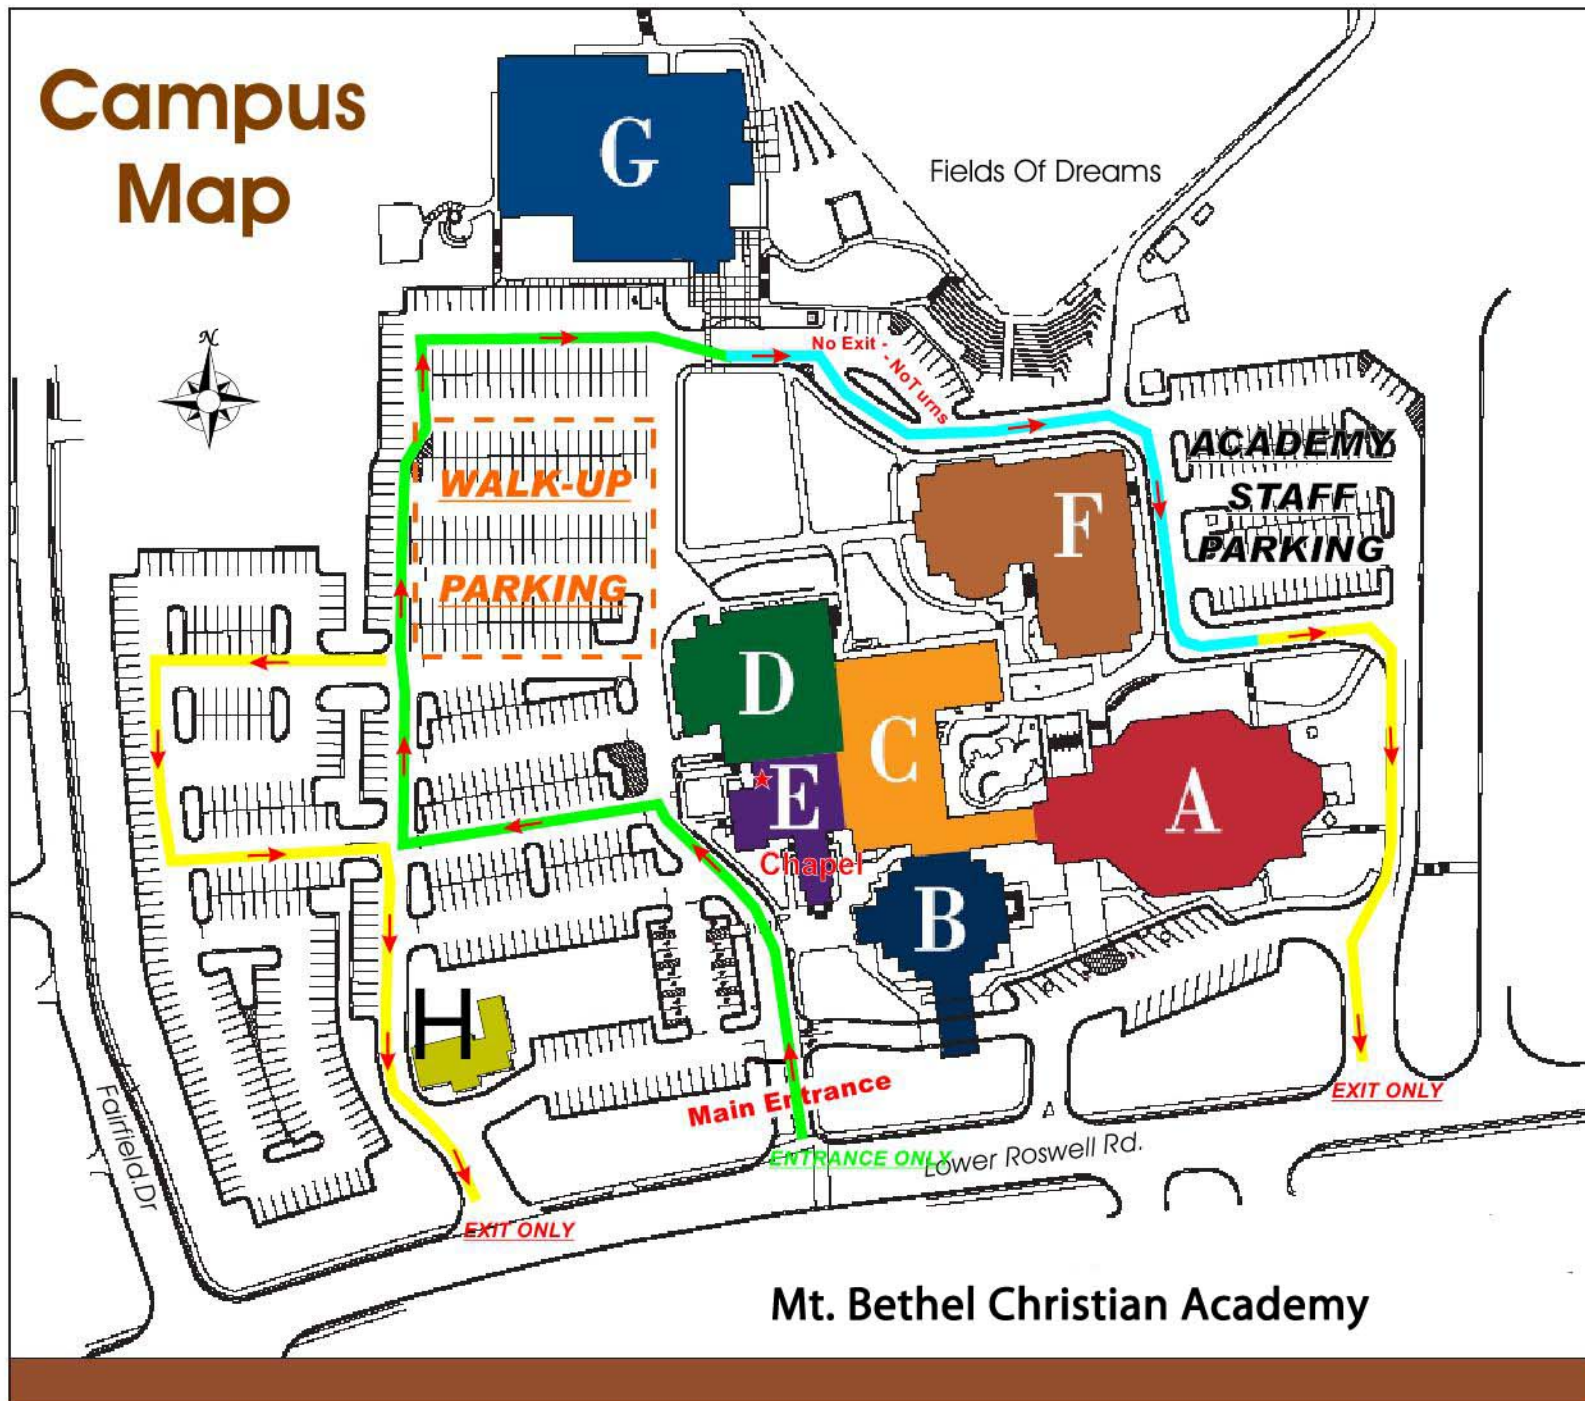 Campus
Map
G
Fields Of Dreams
N
No Exit -
- No Turns
ACADEMY
STAFF
PARKING
WALK-UP
PARKING
F
D
C
E
A
Chapel
B
H
Main Entrance
EXIT ONLY
ENTRANCE ONLY
Lower Roswell Rd.
Fairfield Dr
EXIT ONLY
Mt. Bethel Christian Academy